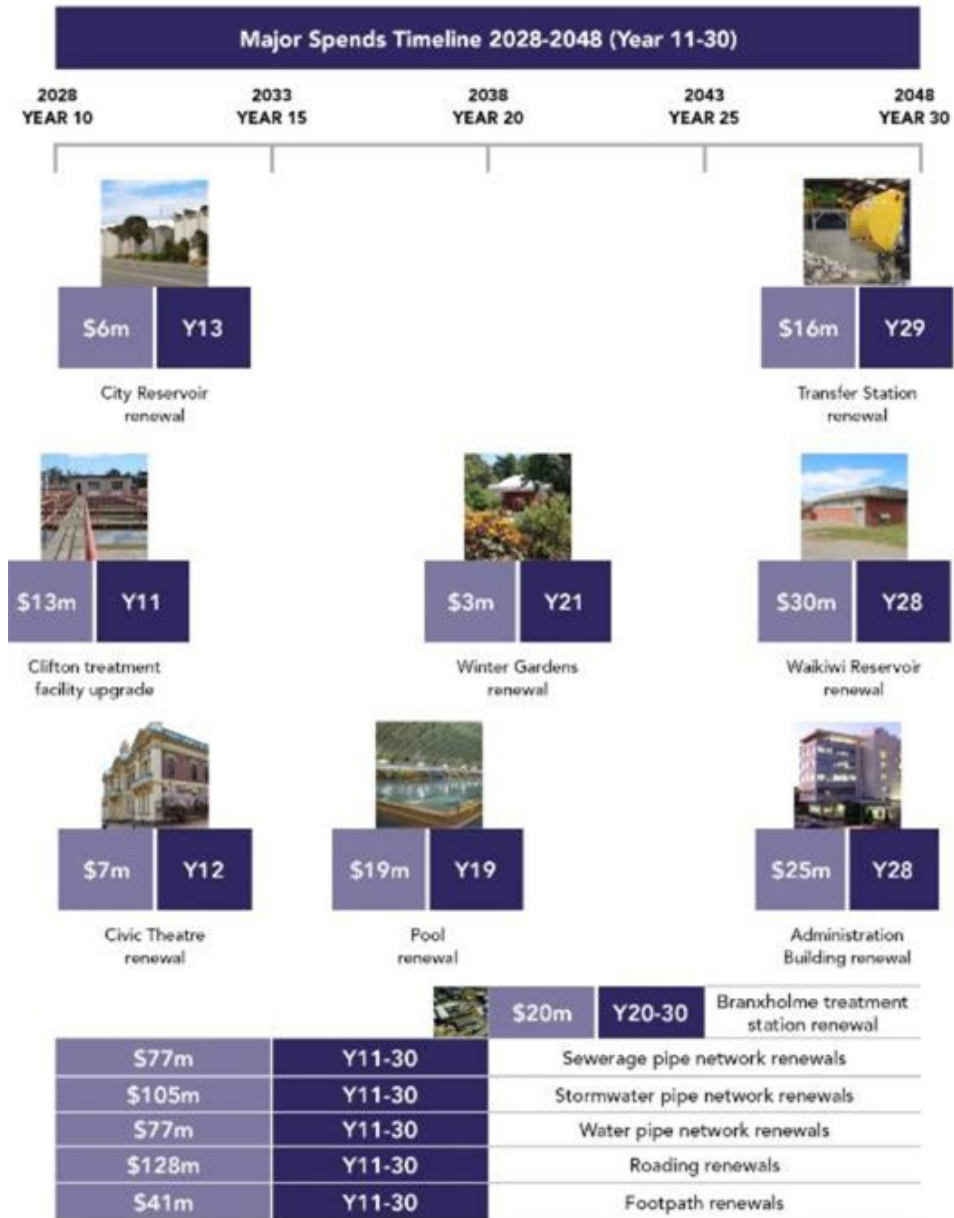 Major Spends Timeline 2028-2048 (Year 11-30)
2028
YEAR 10
2033
YEAR 15
2038
YEAR 20
2043
YEAR 25
2048
YEAR 30
$6m Y13
City Reservoir
renewal
$16m Y29
Transfer Station
renewal
$13m Y11
Clifton treatment
facility upgrade
$3m Y21
Winter Gardens
renewal
$30m Y28
Waikiwi Reservoir
renewal
$7m Y12
Civic Theatre
renewal
$19m Y19
Pool
renewal
$25m Y28
Administration
Building renewal
$20m Y20-30 Branxholme treatment
station renewal
$77m Y11-30 Sewerage pipe network renewals
$105m Y11-30 Stormwater pipe network renewals
$77m Y11-30 Water pipe network renewals
$128m Y11-30 Roading renewals
$41m Y11-30 Footpath renewals